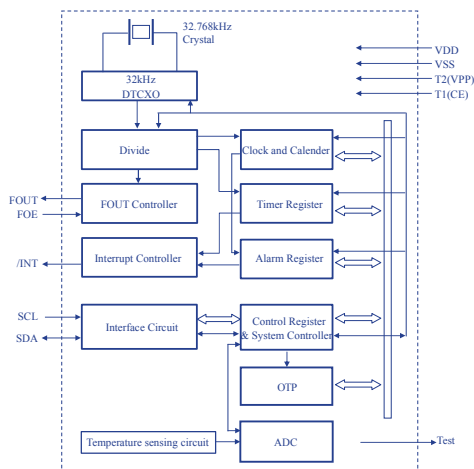 32.768kHz
Crystal
32kHz
DTCXO
VDD
VSS
T2(VPP)
T1(CE)
Divide
Clock and Calender
FOUT
FOE
FOUT Controller
Timer Register
/INT
Interrupt Controller
Alarm Register
SCL
SDA
Interface Circuit
Control Register
& System Controller
OTP
Temperature sensing circuit
ADC
Test